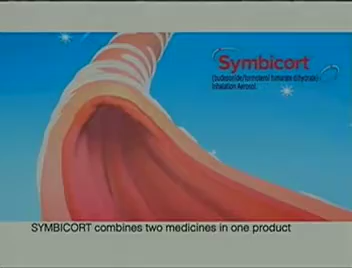 Symbicort
(budesonide/formoterol fumarate dihydrate)
Inhalation Aerosol
SYMBICORT combines two medicines in one product